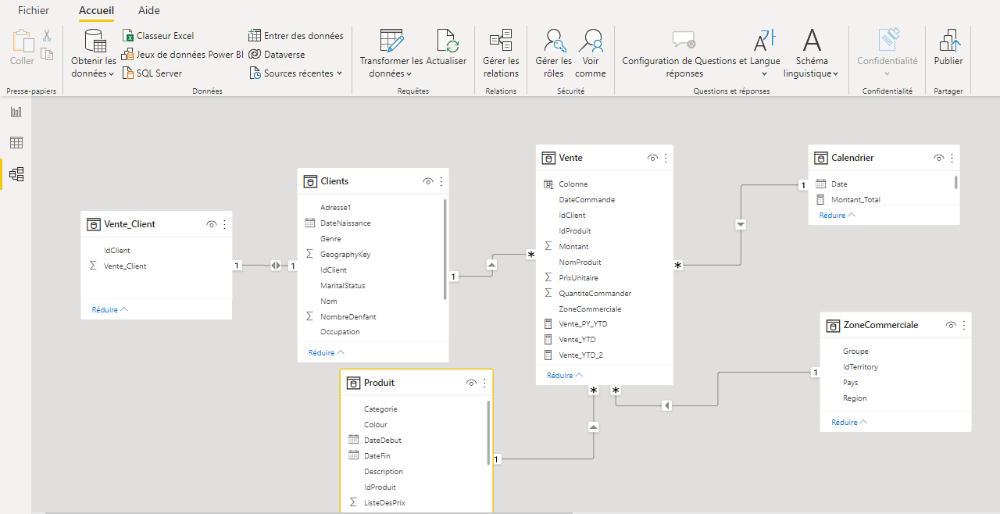 Fichier Accueil Aide
Coller
Presse-papiers
Obtenir les données
Classeur Excel
Jeux de données Power BI
SQL Server
Entrer des données
Dataverse
Sources récentes
Données
Transformer les données
Actualiser
Requêtes
Gérer les relations
Relations
Gérer les rôles
Voir comme
Sécurité
Configuration de Questions et réponses
Langue
Schéma linguistique
Questions et réponses
Confidentialité
Confidentialité
Publier
Partager
Vente_Client
IdClient
Vente_Client
Réduire
1
1
Clients
Adresse1
DateNaissance
Genre
GeographyKey
IdClient
MaritalStatus
Nom
NombreDenfant
Occupation
Réduire
1
*
Vente
Colonne
DateCommande
IdClient
IdProduit
Montant
NomProduit
PrixUnitaire
QuantiteCommander
ZoneCommerciale
Vente_PY_YTD
Vente_YTD
Vente_YTD_2
Réduire
*
1
Calendrier
Date
Montant_Total
Réduire
*
*
1
ZoneCommerciale
Groupe
IdTerritory
Pays
Region
Réduire
Produit
Categorie
Colour
DateDebut
DateFin
Description
IdProduit
ListeDesPrix
1